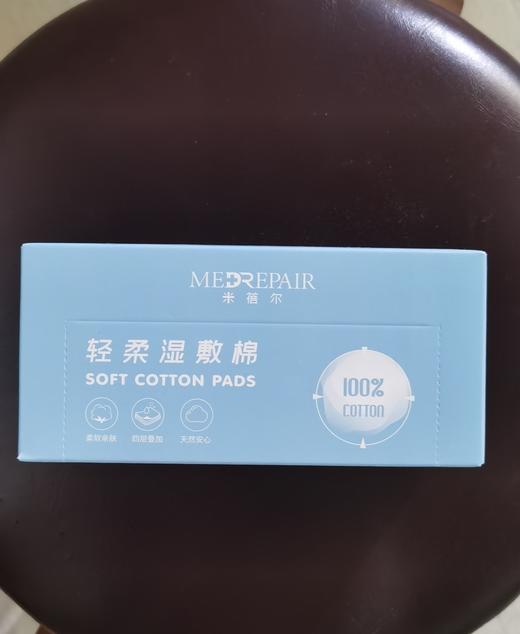 MEDREPAIR
米蓓尔
轻柔湿敷棉
SOFT COTTON PADS
100%
COTTON
柔软亲肤 四层叠加 天然安心